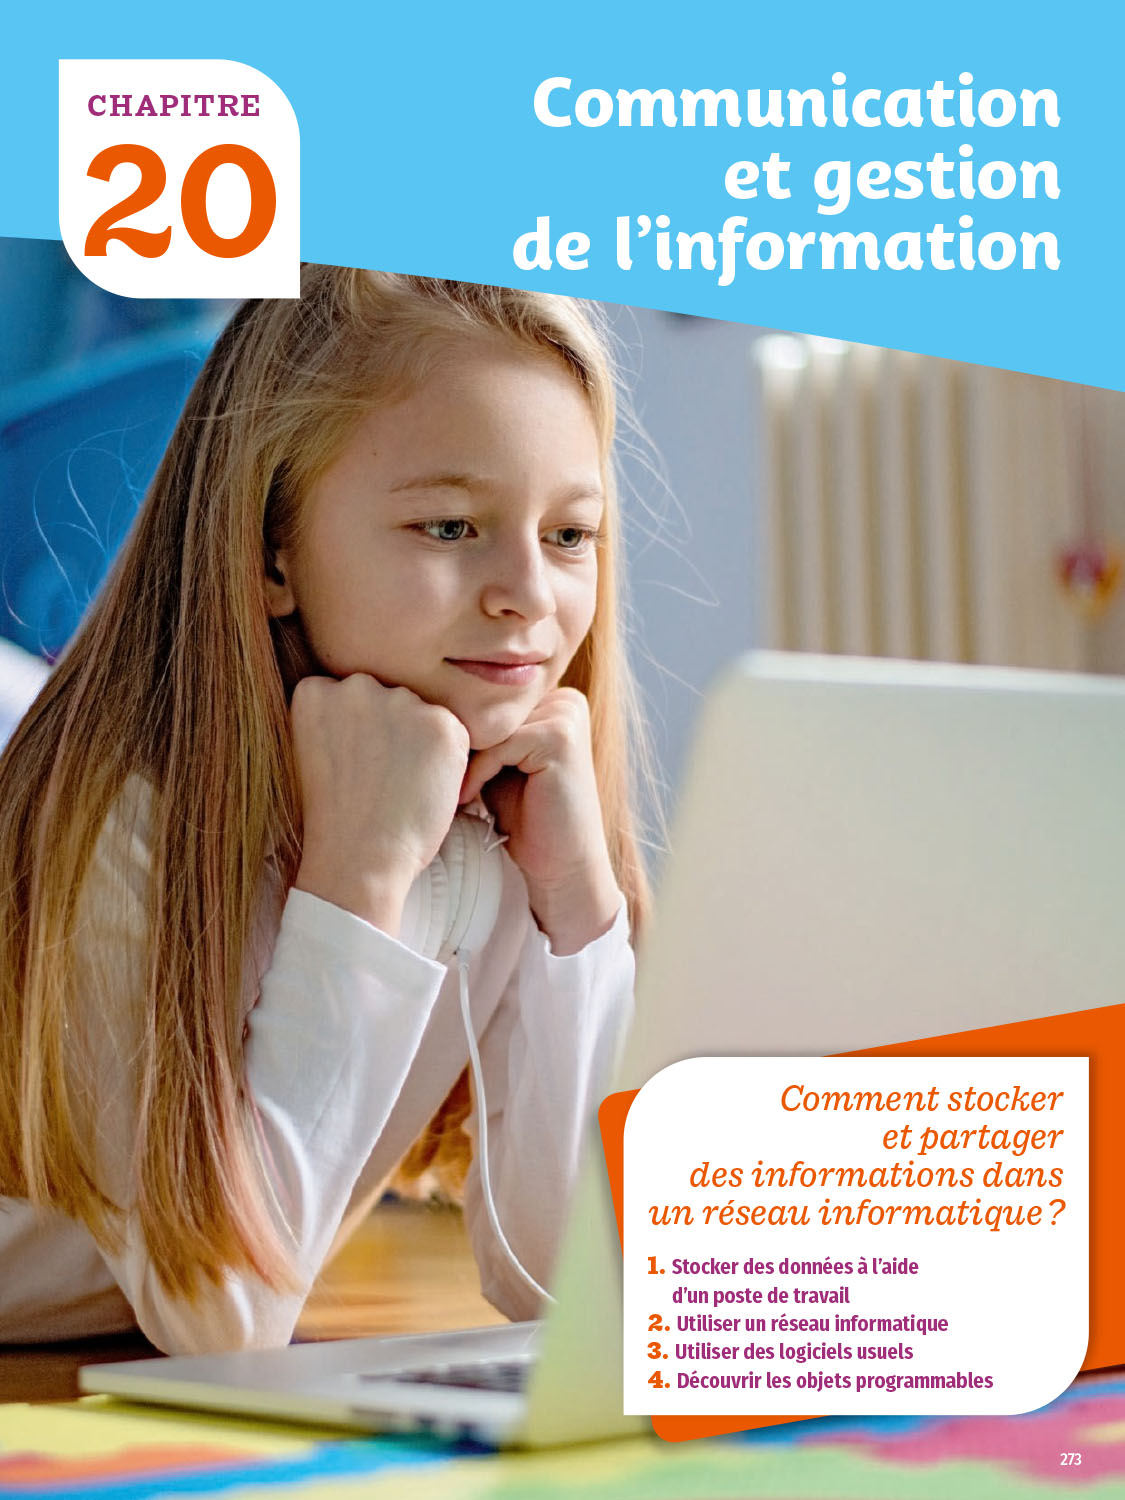 CHAPITRE
20
Communication
et gestion
de l'information
Comment stocker
et partager
des informations dans
un réseau informatique ?
1. Stocker des données à l'aide
d'un poste de travail
2. Utiliser un réseau informatique
3. Utiliser des logiciels usuels
4. Découvrir les objets programmables
273